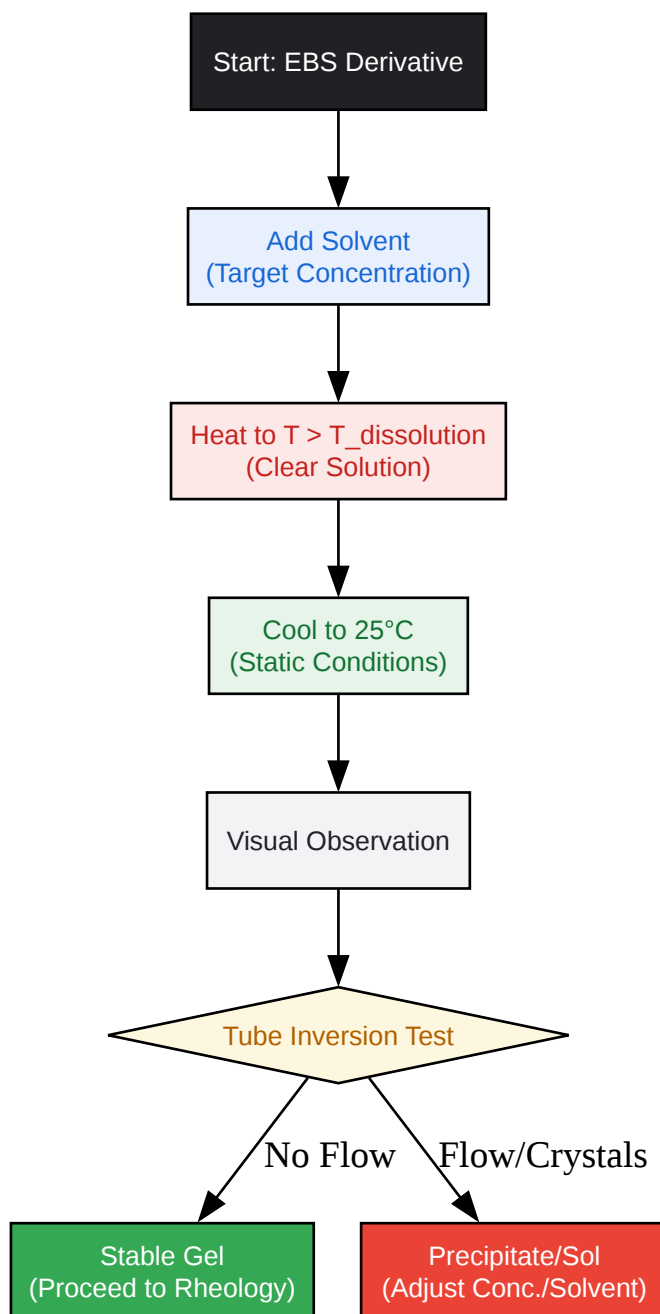 Start: EBS Derivative
Add Solvent
(Target Concentration)
Heat to T > T_dissolution
(Clear Solution)
Cool to 25°C
(Static Conditions)
Visual Observation
Tube Inversion Test
No Flow
Flow/Crystals
Stable Gel
(Proceed to Rheology)
Precipitate/Sol
(Adjust Conc./Solvent)